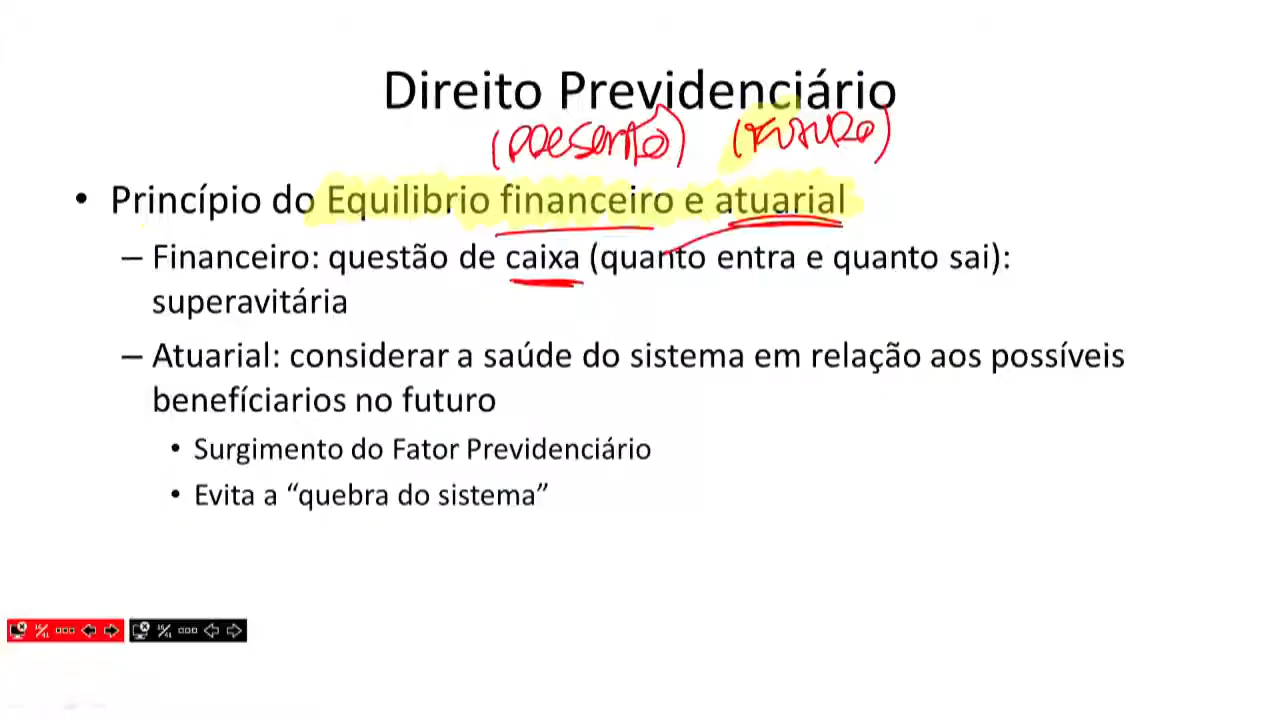 Direito Previdenciário
(PRESENTE) (FUTURO)
• Princípio do Equilibrio financeiro e atuarial
– Financeiro: questão de caixa (quanto entra e quanto sai):
superavitária
– Atuarial: considerar a saúde do sistema em relação aos possíveis
benefíciarios no futuro
• Surgimento do Fator Previdenciário
• Evita a “quebra do sistema”